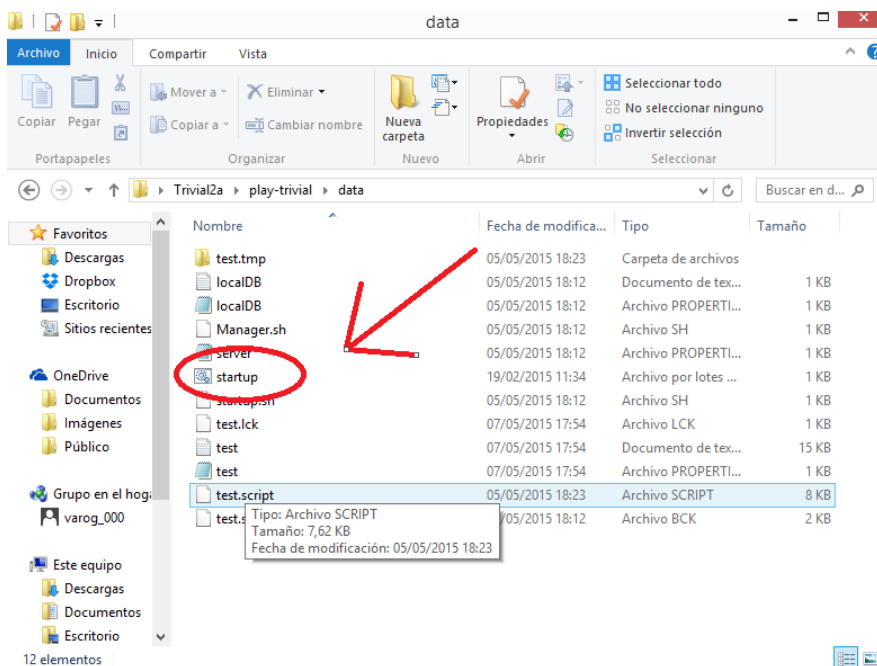 data
Archivo Inicio Compartir Vista
Copiar Pegar Mover a Copiar a Eliminar Cambiar nombre Nueva carpeta Propiedades Seleccionar todo No seleccionar ninguno Invertir selección
Portapapeles Organizar Nuevo Abrir Seleccionar
Trivial2a play-trivial data Buscar en d...
Nombre Fecha de modifica... Tipo Tamaño
Favoritos
Descargas
Dropbox
Escritorio
Sitios recientes
OneDrive
Documentos
Imágenes
Público
Grupo en el hoga
varog_000
Este equipo
Descargas
Documentos
Escritorio
test.tmp 05/05/2015 18:23 Carpeta de archivos
localDB 05/05/2015 18:12 Documento de tex... 1 KB
localDB 05/05/2015 18:12 Archivo PROPERTI... 1 KB
Manager.sh 05/05/2015 18:12 Archivo SH 1 KB
server 05/05/2015 18:12 Archivo PROPERTI... 1 KB
startup 19/02/2015 11:34 Archivo por lotes ... 1 KB
startup.sh 05/05/2015 18:12 Archivo SH 1 KB
test.lck 07/05/2015 17:54 Archivo LCK 1 KB
test 07/05/2015 17:54 Documento de tex... 15 KB
test 07/05/2015 17:54 Archivo PROPERTI... 1 KB
test.script 05/05/2015 18:23 Archivo SCRIPT 8 KB
test.s /05/2015 18:12 Archivo BCK 2 KB
Tipo: Archivo SCRIPT
Tamaño: 7,62 KB
Fecha de modificación: 05/05/2015 18:23
12 elementos